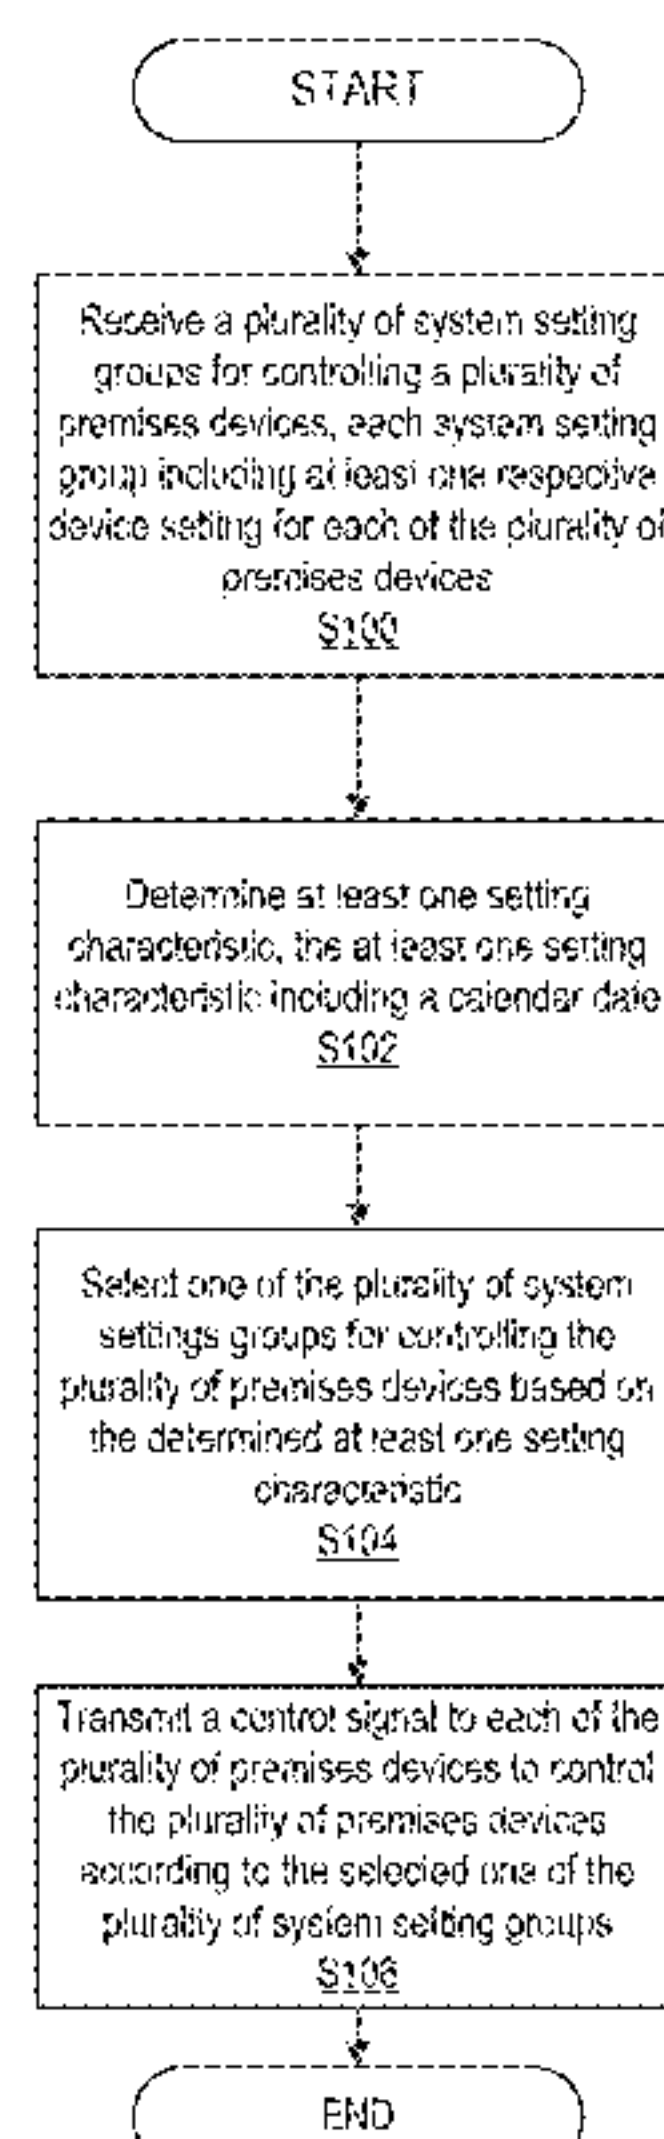 START
Receive a plurality of system setting
groups for controlling a plurality of
premises devices, each system setting
group including at least one respective
device setting for each of the plurality of
premises devices
S100
Determine at least one setting
characteristic, the at least one setting
characteristic including a calendar date
S102
Select one of the plurality of system
settings groups for controlling the
plurality of premises devices based on
the determined at least one setting
characteristic
S104
Transmit a control signal to each of the
plurality of premises devices to control
the plurality of premises devices
according to the selected one of the
plurality of system setting groups
S106
END